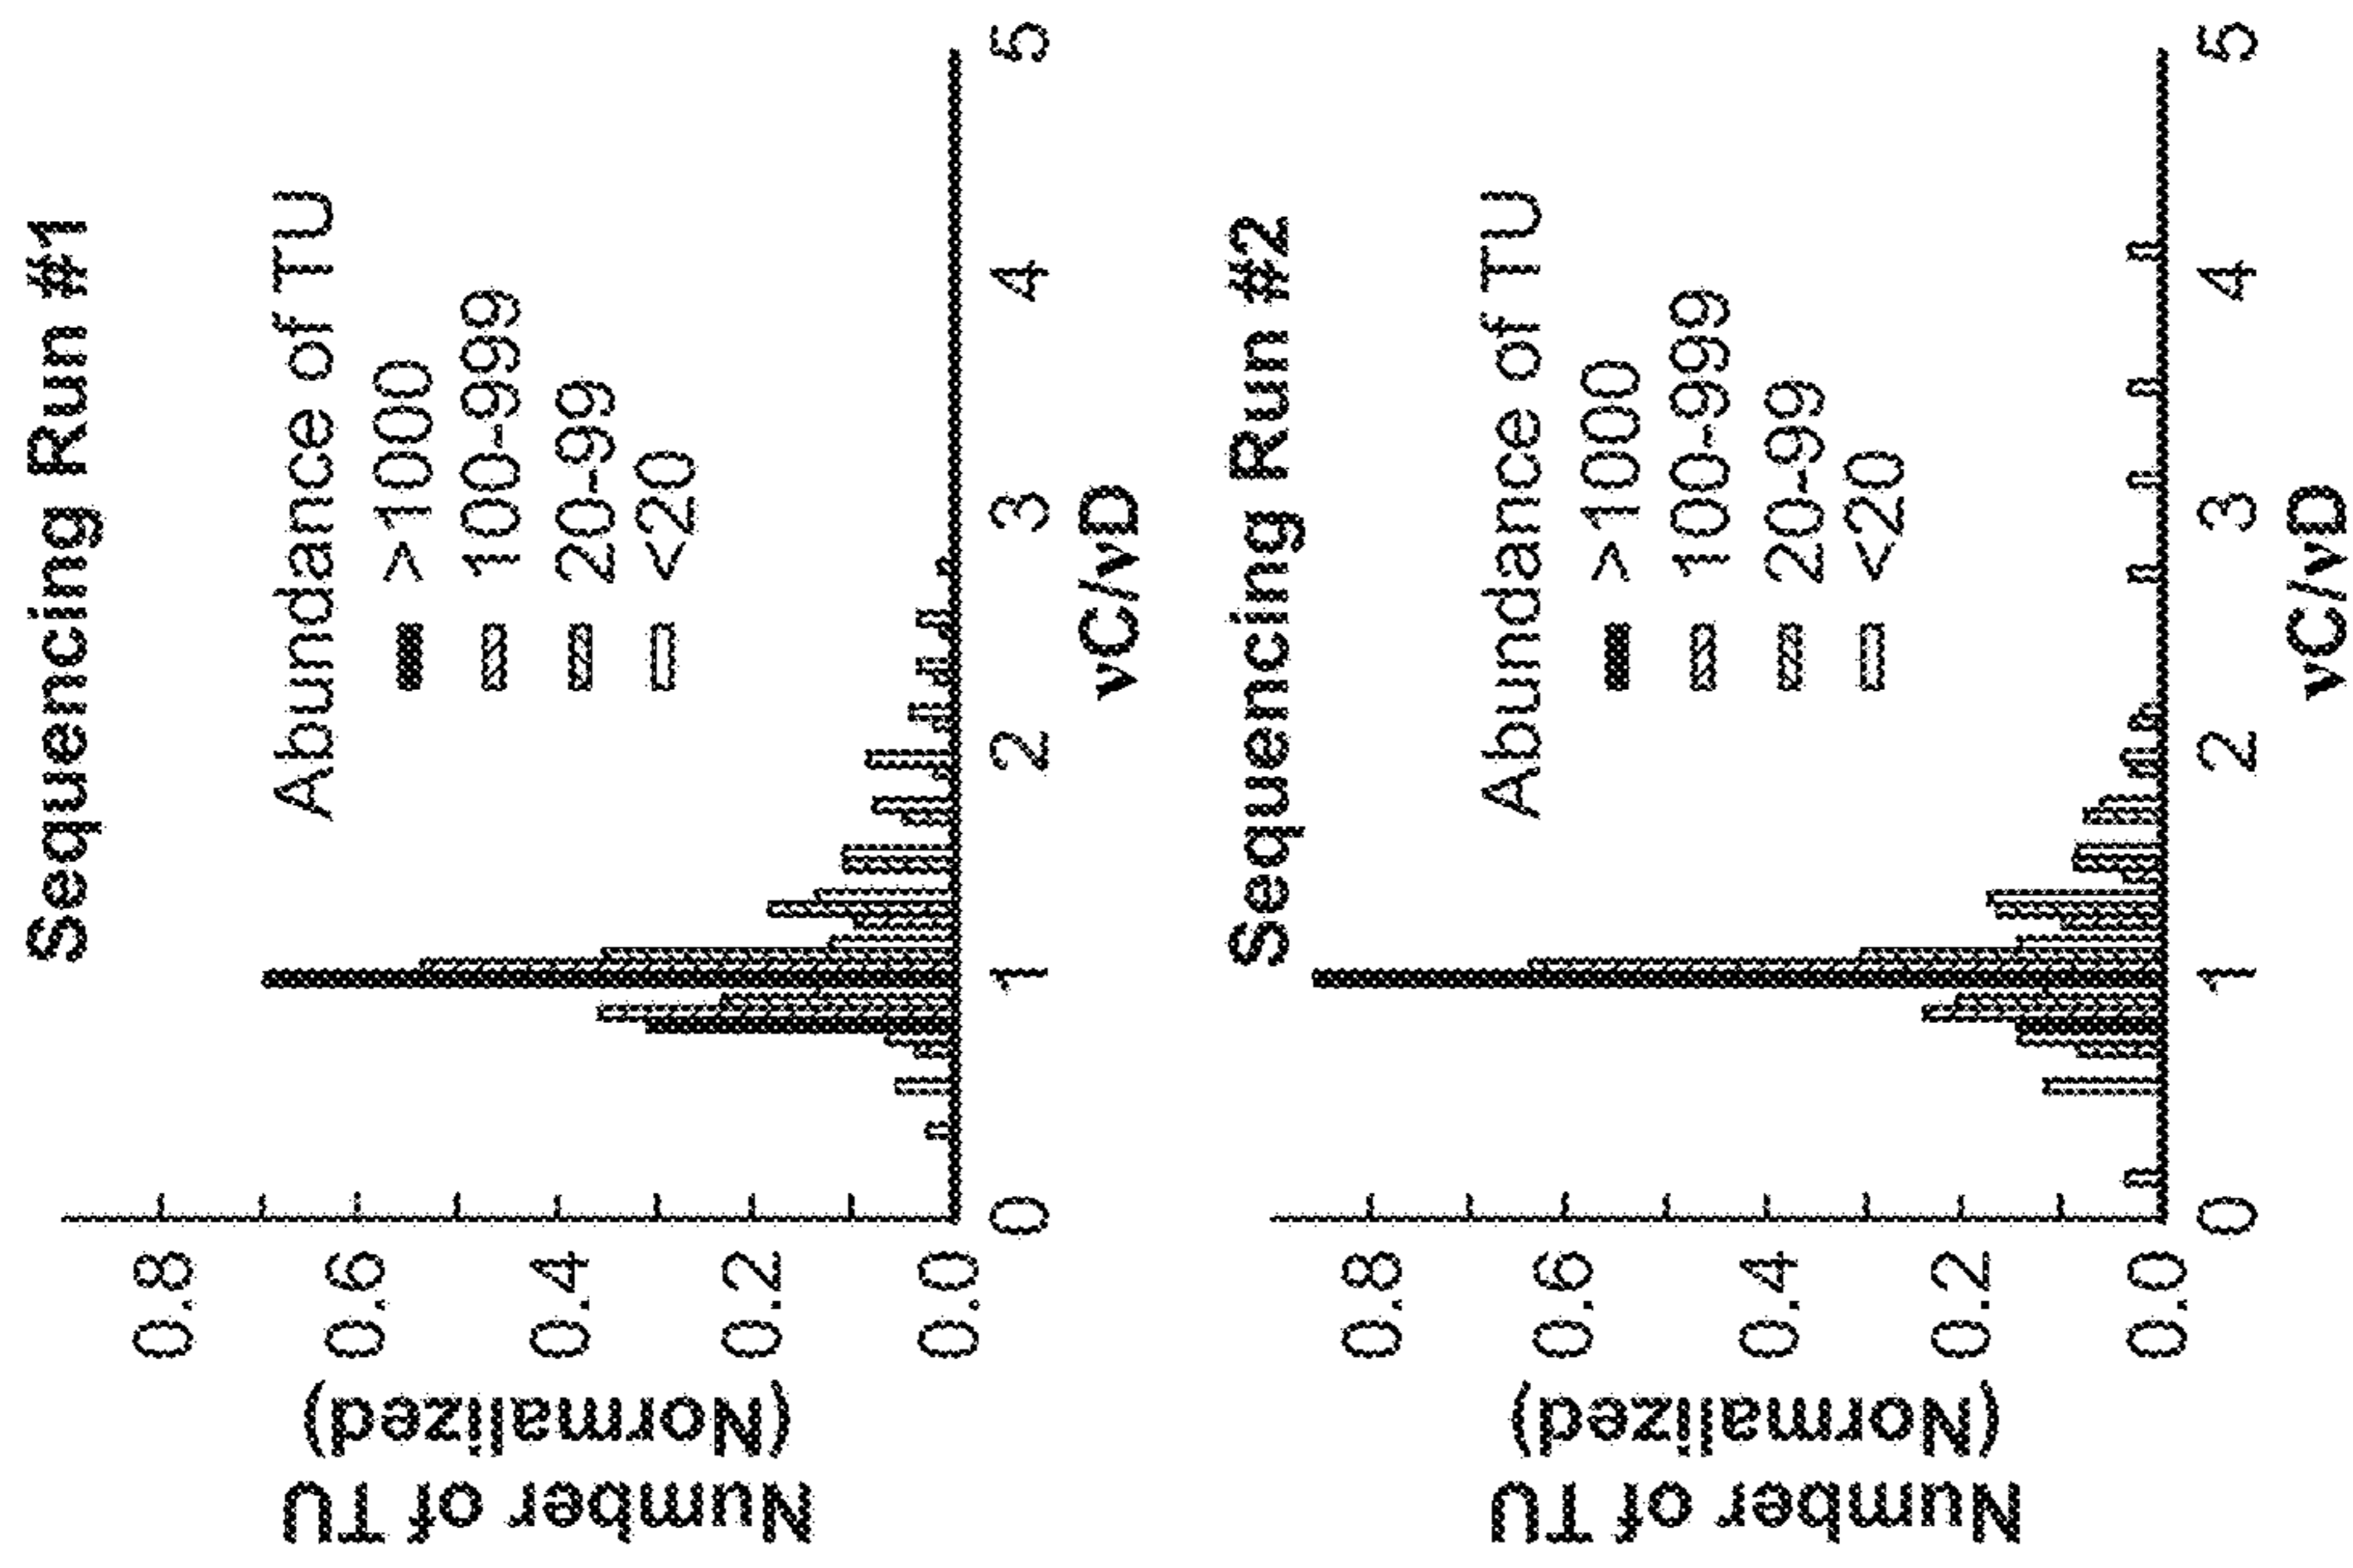 Sequencing Run #1
Abundance of TU
>1000
100-999
20-99
<20
Number of TU
(Normalized)
0.8
0.6
0.4
0.2
0.0
0 1 2 3 4 5
vC/vD
Sequencing Run #2
Abundance of TU
>1000
100-999
20-99
<20
Number of TU
(Normalized)
0.8
0.6
0.4
0.2
0.0
0 1 2 3 4 5
vC/vD